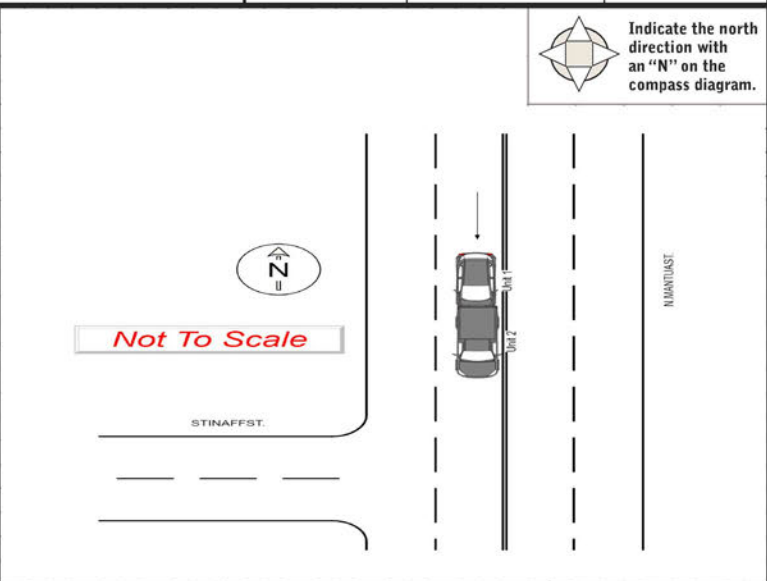 Indicate the north
direction with
an “N” on the
compass diagram.
N
Not To Scale
Unit 1
Unit 2
N.MANTUAST.
STINAFFST.